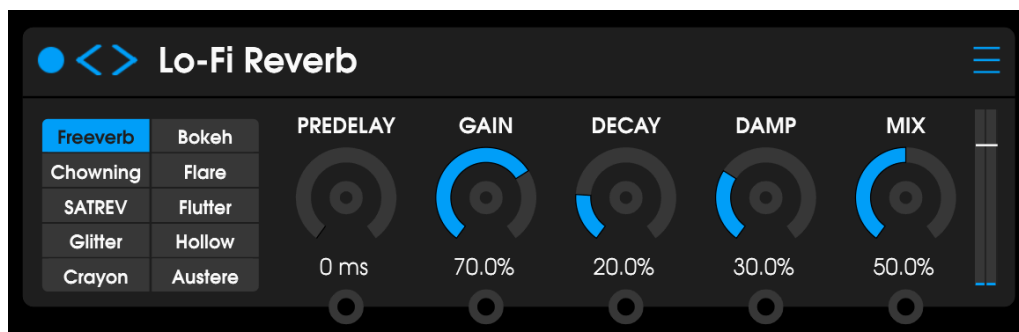 Lo-Fi Reverb
Freeverb Bokeh
Chowning Flare
SATREV Flutter
Glitter Hollow
Crayon Austere
PREDELAY GAIN DECAY DAMP MIX
0 ms 70.0% 20.0% 30.0% 50.0%